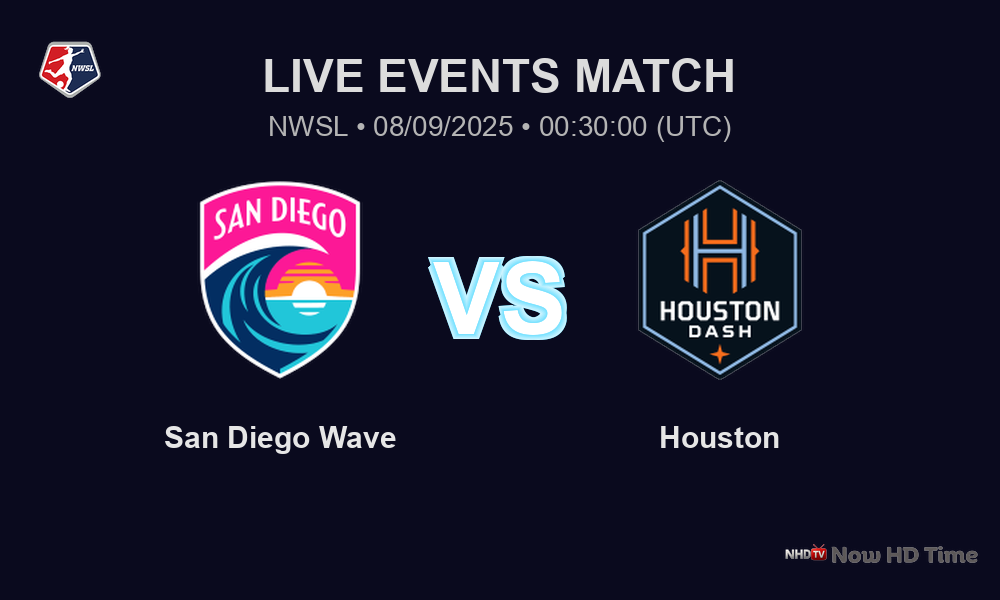 NWSL
LIVE EVENTS MATCH
NWSL • 08/09/2025 • 00:30:00 (UTC)
SAN DIEGO
VS
HOUSTON
DASH
San Diego Wave
Houston
NHDTV Now HD Time